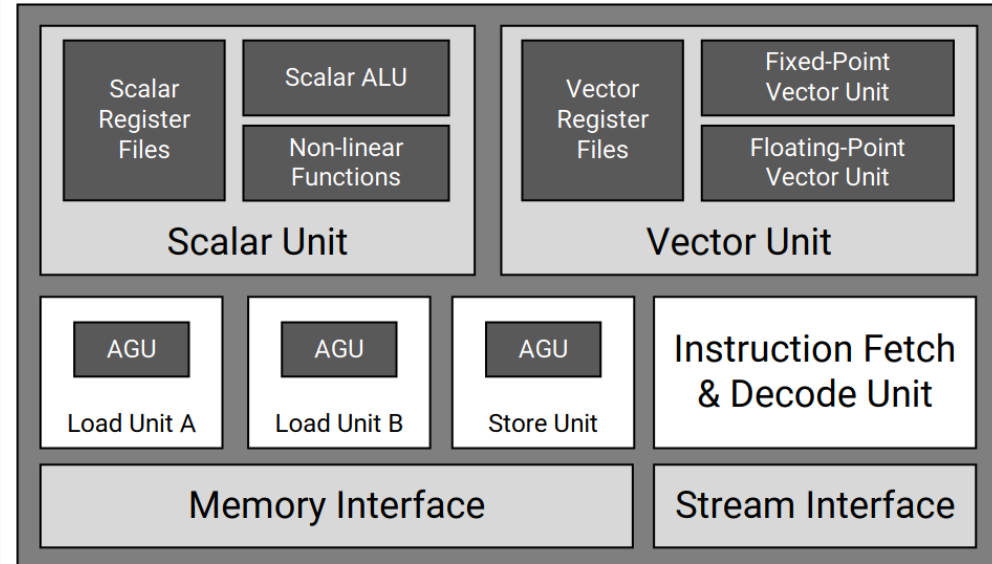 Scalar
Register
Files
Scalar ALU
Non-linear
Functions
Scalar Unit
Vector
Register
Files
Fixed-Point
Vector Unit
Floating-Point
Vector Unit
Vector Unit
AGU
Load Unit A
AGU
Load Unit B
AGU
Store Unit
Instruction Fetch
& Decode Unit
Memory Interface
Stream Interface